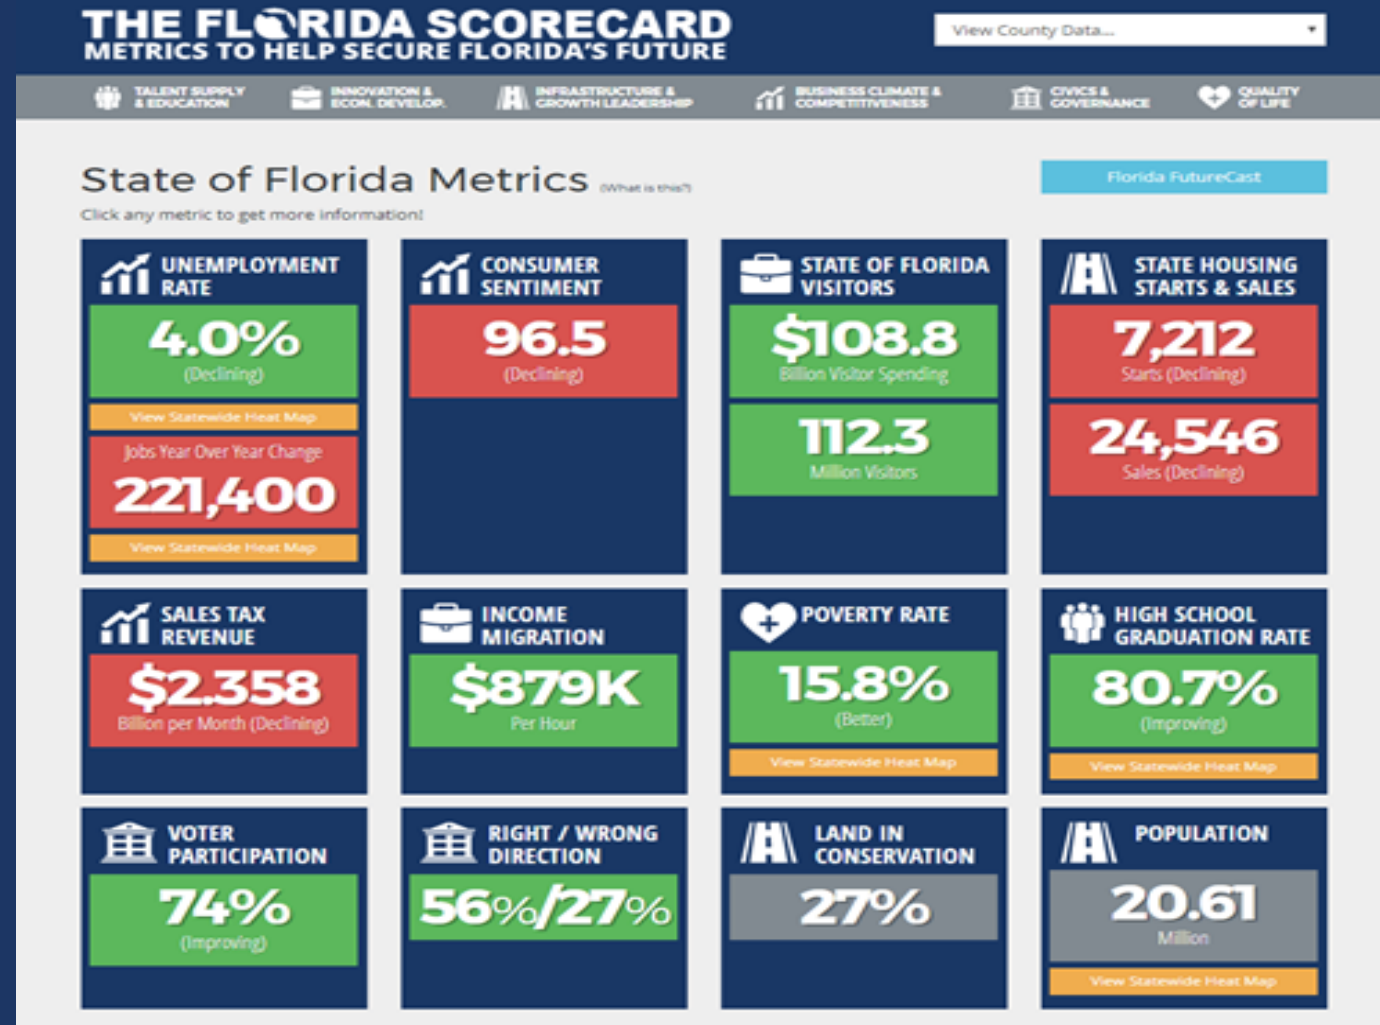 THE FLORIDA SCORECARD
METRICS TO HELP SECURE FLORIDA'S FUTURE
View County Data...
TALENT SUPPLY
& EDUCATION
INNOVATION &
ECON. DEVELOP.
INFRASTRUCTURE &
GROWTH LEADERSHIP
BUSINESS CLIMATE &
COMPETITIVENESS
CIVICS &
GOVERNANCE
QUALITY
OF LIFE
State of Florida Metrics (What is this?)
Florida FutureCast
Click any metric to get more information!
UNEMPLOYMENT
RATE
4.0%
(Declining)
View Statewide Heat Map
Jobs Year Over Year Change
221,400
View Statewide Heat Map
CONSUMER
SENTIMENT
96.5
(Declining)
STATE OF FLORIDA
VISITORS
$108.8
Billion Visitor Spending
112.3
Million Visitors
STATE HOUSING
STARTS & SALES
7,212
Starts (Declining)
24,546
Sales (Declining)
SALES TAX
REVENUE
$2.358
Billion per Month (Declining)
INCOME
MIGRATION
$879K
Per Hour
POVERTY RATE
15.8%
(Better)
View Statewide Heat Map
HIGH SCHOOL
GRADUATION RATE
80.7%
(Improving)
View Statewide Heat Map
VOTER
PARTICIPATION
74%
(Improving)
RIGHT / WRONG
DIRECTION
56%/27%
LAND IN
CONSERVATION
27%
POPULATION
20.61
Million
View Statewide Heat Map